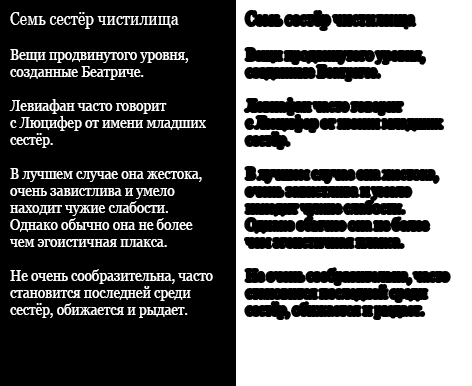 Семь сестёр чистилища
Вещи продвинутого уровня,
созданные Беатриче.
Левиафан часто говорит
с Люцифер от имени младших
сестёр.
В лучшем случае она жестока,
очень завистлива и умело
находит чужие слабости.
Однако обычно она не более
чем эгоистичная плакса.
Не очень сообразительна, часто
становится последней среди
сестёр, обижается и рыдает.
Семь сестёр чистилища
Вещи продвинутого уровня,
созданные Беатриче.
Левиафан часто говорит
с Люцифер от имени младших
сестёр.
В лучшем случае она жестока,
очень завистлива и умело
находит чужие слабости.
Однако обычно она не более
чем эгоистичная плакса.
Не очень сообразительна, часто
становится последней среди
сестёр, обижается и рыдает.